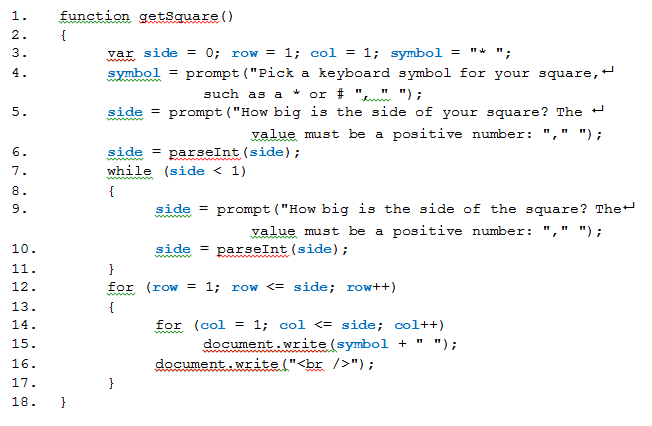 1. function getSquare()
2. {
3. var side = 0; row = 1; col = 1; symbol = "* ";
4. symbol = prompt("Pick a keyboard symbol for your square,↵
such as a * or # "," ");
5. side = prompt("How big is the side of your square? The ↵
value must be a positive number: "," ");
6. side = parseInt(side);
7. while (side < 1)
8. {
9. side = prompt("How big is the side of the square? The↵
value must be a positive number: "," ");
10. side = parseInt(side);
11. }
12. for (row = 1; row <= side; row++)
13. {
14. for (col = 1; col <= side; col++)
15. document.write(symbol + " ");
16. document.write("<br />");
17. }
18. }